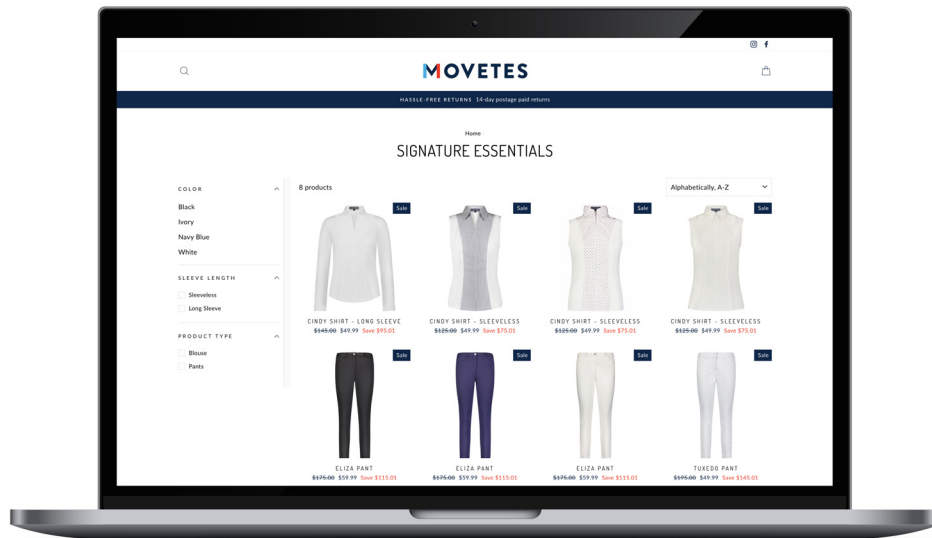 MOVETES
HASSLE-FREE RETURNS 14-day postage paid returns
Home
SIGNATURE ESSENTIALS
COLOR
Black
Ivory
Navy Blue
White
SLEEVE LENGTH
Sleeveless
Long Sleeve
PRODUCT TYPE
Blouse
Pants
8 products
Alphabetically, A-Z
Sale
Sale
Sale
Sale
CINDY SHIRT – LONG SLEEVE
$145.00 $49.99 Save $95.01
CINDY SHIRT – SLEEVELESS
$125.00 $49.99 Save $75.01
CINDY SHIRT – SLEEVELESS
$125.00 $49.99 Save $75.01
CINDY SHIRT – SLEEVELESS
$125.00 $49.99 Save $75.01
Sale
Sale
Sale
Sale
ELIZA PANT
$175.00 $59.99 Save $115.01
ELIZA PANT
$175.00 $59.99 Save $115.01
ELIZA PANT
$175.00 $59.99 Save $115.01
TUXEDO PANT
$195.00 $49.99 Save $145.01